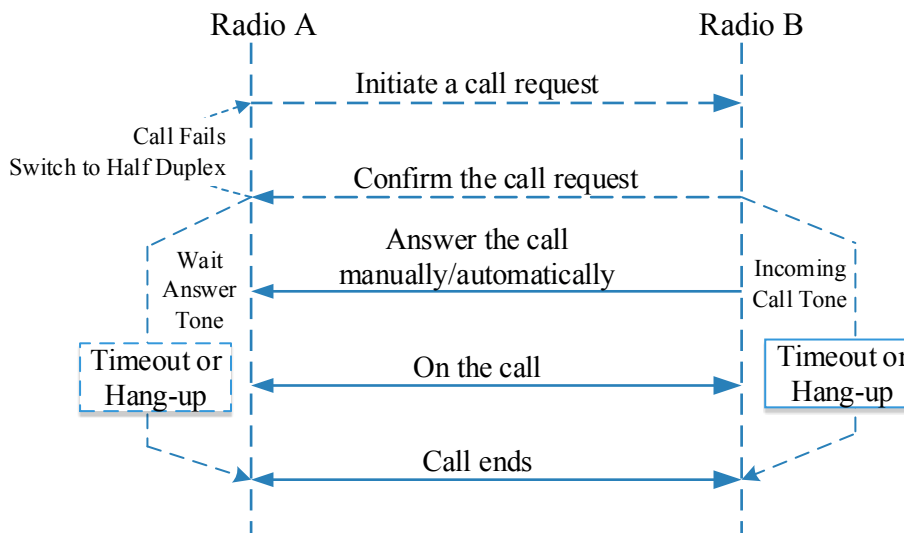 Radio A
Radio B
Initiate a call request
Call Fails
Switch to Half Duplex
Confirm the call request
Answer the call
manually/automatically
Wait
Answer
Tone
Incoming
Call Tone
Timeout or
Hang-up
On the call
Timeout or
Hang-up
Call ends